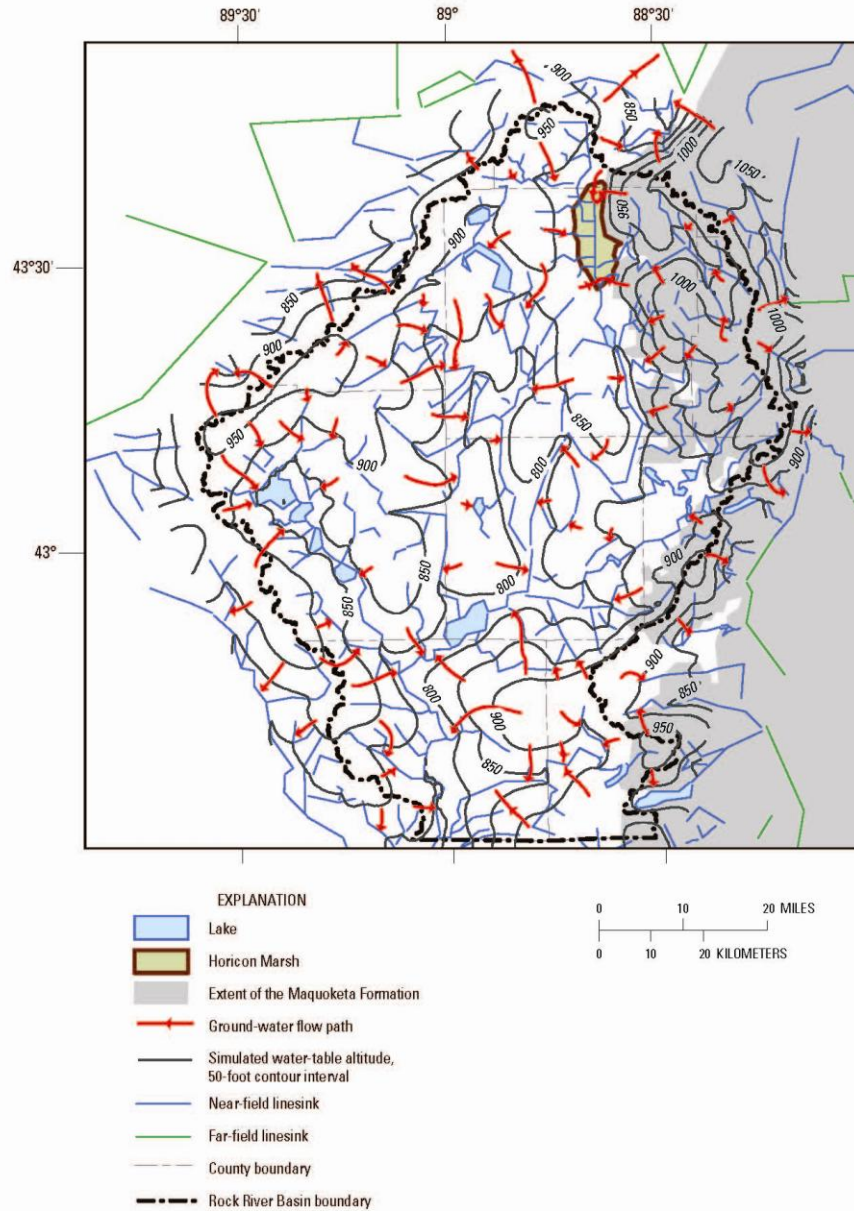 89°30' 89° 88°30'
900
850
950
1000
1050'
950
900
43°30'
850
1000
900
1000
950
850
900
800
900
43°
900
850
800
850
900
800
850'
900
950
850
EXPLANATION
Lake
Horicon Marsh
Extent of the Maquoketa Formation
Ground-water flow path
Simulated water-table altitude,
50-foot contour interval
Near-field linesink
Far-field linesink
County boundary
Rock River Basin boundary
0 10 20 MILES
0 10 20 KILOMETERS